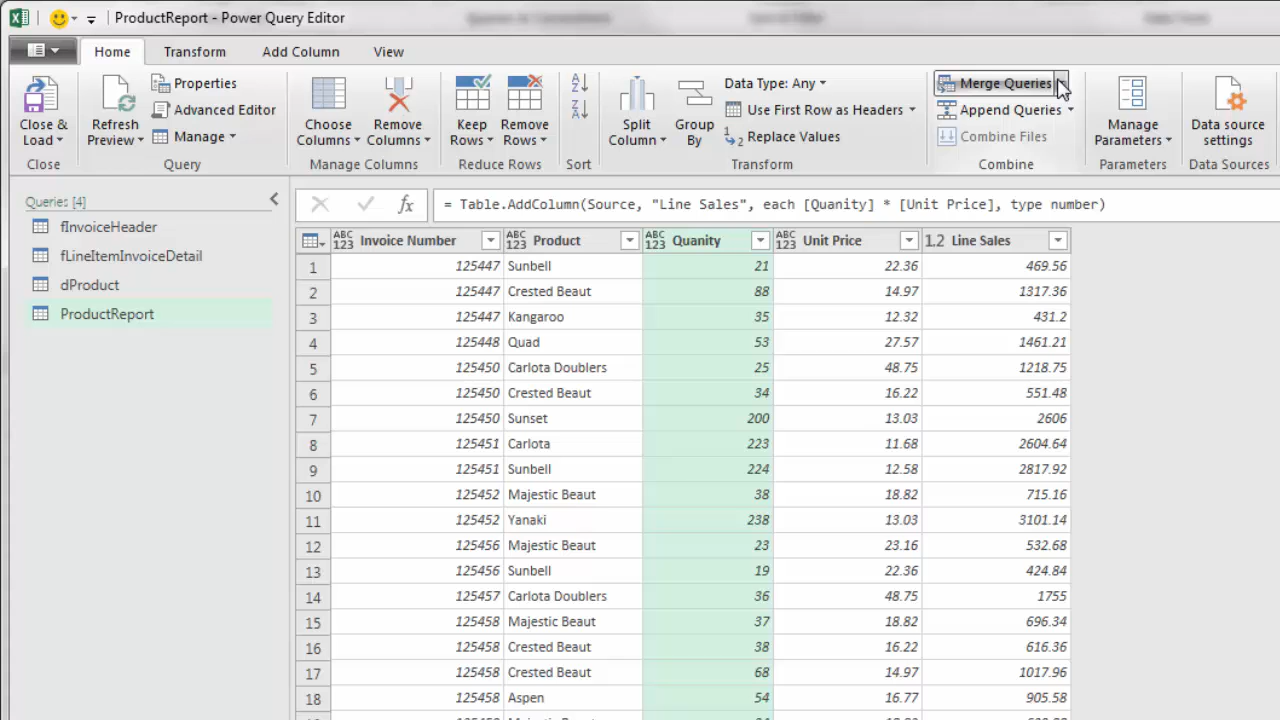 ProductReport - Power Query Editor
Home Transform Add Column View
Close & Load
Close
Refresh Preview
Properties
Advanced Editor
Manage
Query
Choose Columns
Remove Columns
Manage Columns
Keep Rows
Remove Rows
Reduce Rows
Sort
Split Column
Group By
Data Type: Any
Use First Row as Headers
Replace Values
Transform
Merge Queries
Append Queries
Combine Files
Combine
Manage Parameters
Parameters
Data source settings
Data Sources
Queries [4]
fInvoiceHeader
fLineItemInvoiceDetail
dProduct
ProductReport
fx = Table.AddColumn(Source, "Line Sales", each [Quanity] * [Unit Price], type number)
ABC 123 Invoice Number ABC 123 Product ABC 123 Quanity ABC 123 Unit Price 1.2 Line Sales
1 125447 Sunbell 21 22.36 469.56
2 125447 Crested Beaut 88 14.97 1317.36
3 125447 Kangaroo 35 12.32 431.2
4 125448 Quad 53 27.57 1461.21
5 125450 Carlota Doublers 25 48.75 1218.75
6 125450 Crested Beaut 34 16.22 551.48
7 125450 Sunset 200 13.03 2606
8 125451 Carlota 223 11.68 2604.64
9 125451 Sunbell 224 12.58 2817.92
10 125452 Majestic Beaut 38 18.82 715.16
11 125452 Yanaki 238 13.03 3101.14
12 125456 Majestic Beaut 23 23.16 532.68
13 125456 Sunbell 19 22.36 424.84
14 125457 Carlota Doublers 36 48.75 1755
15 125458 Majestic Beaut 37 18.82 696.34
16 125458 Crested Beaut 38 16.22 616.36
17 125458 Crested Beaut 68 14.97 1017.96
18 125458 Aspen 54 16.77 905.58